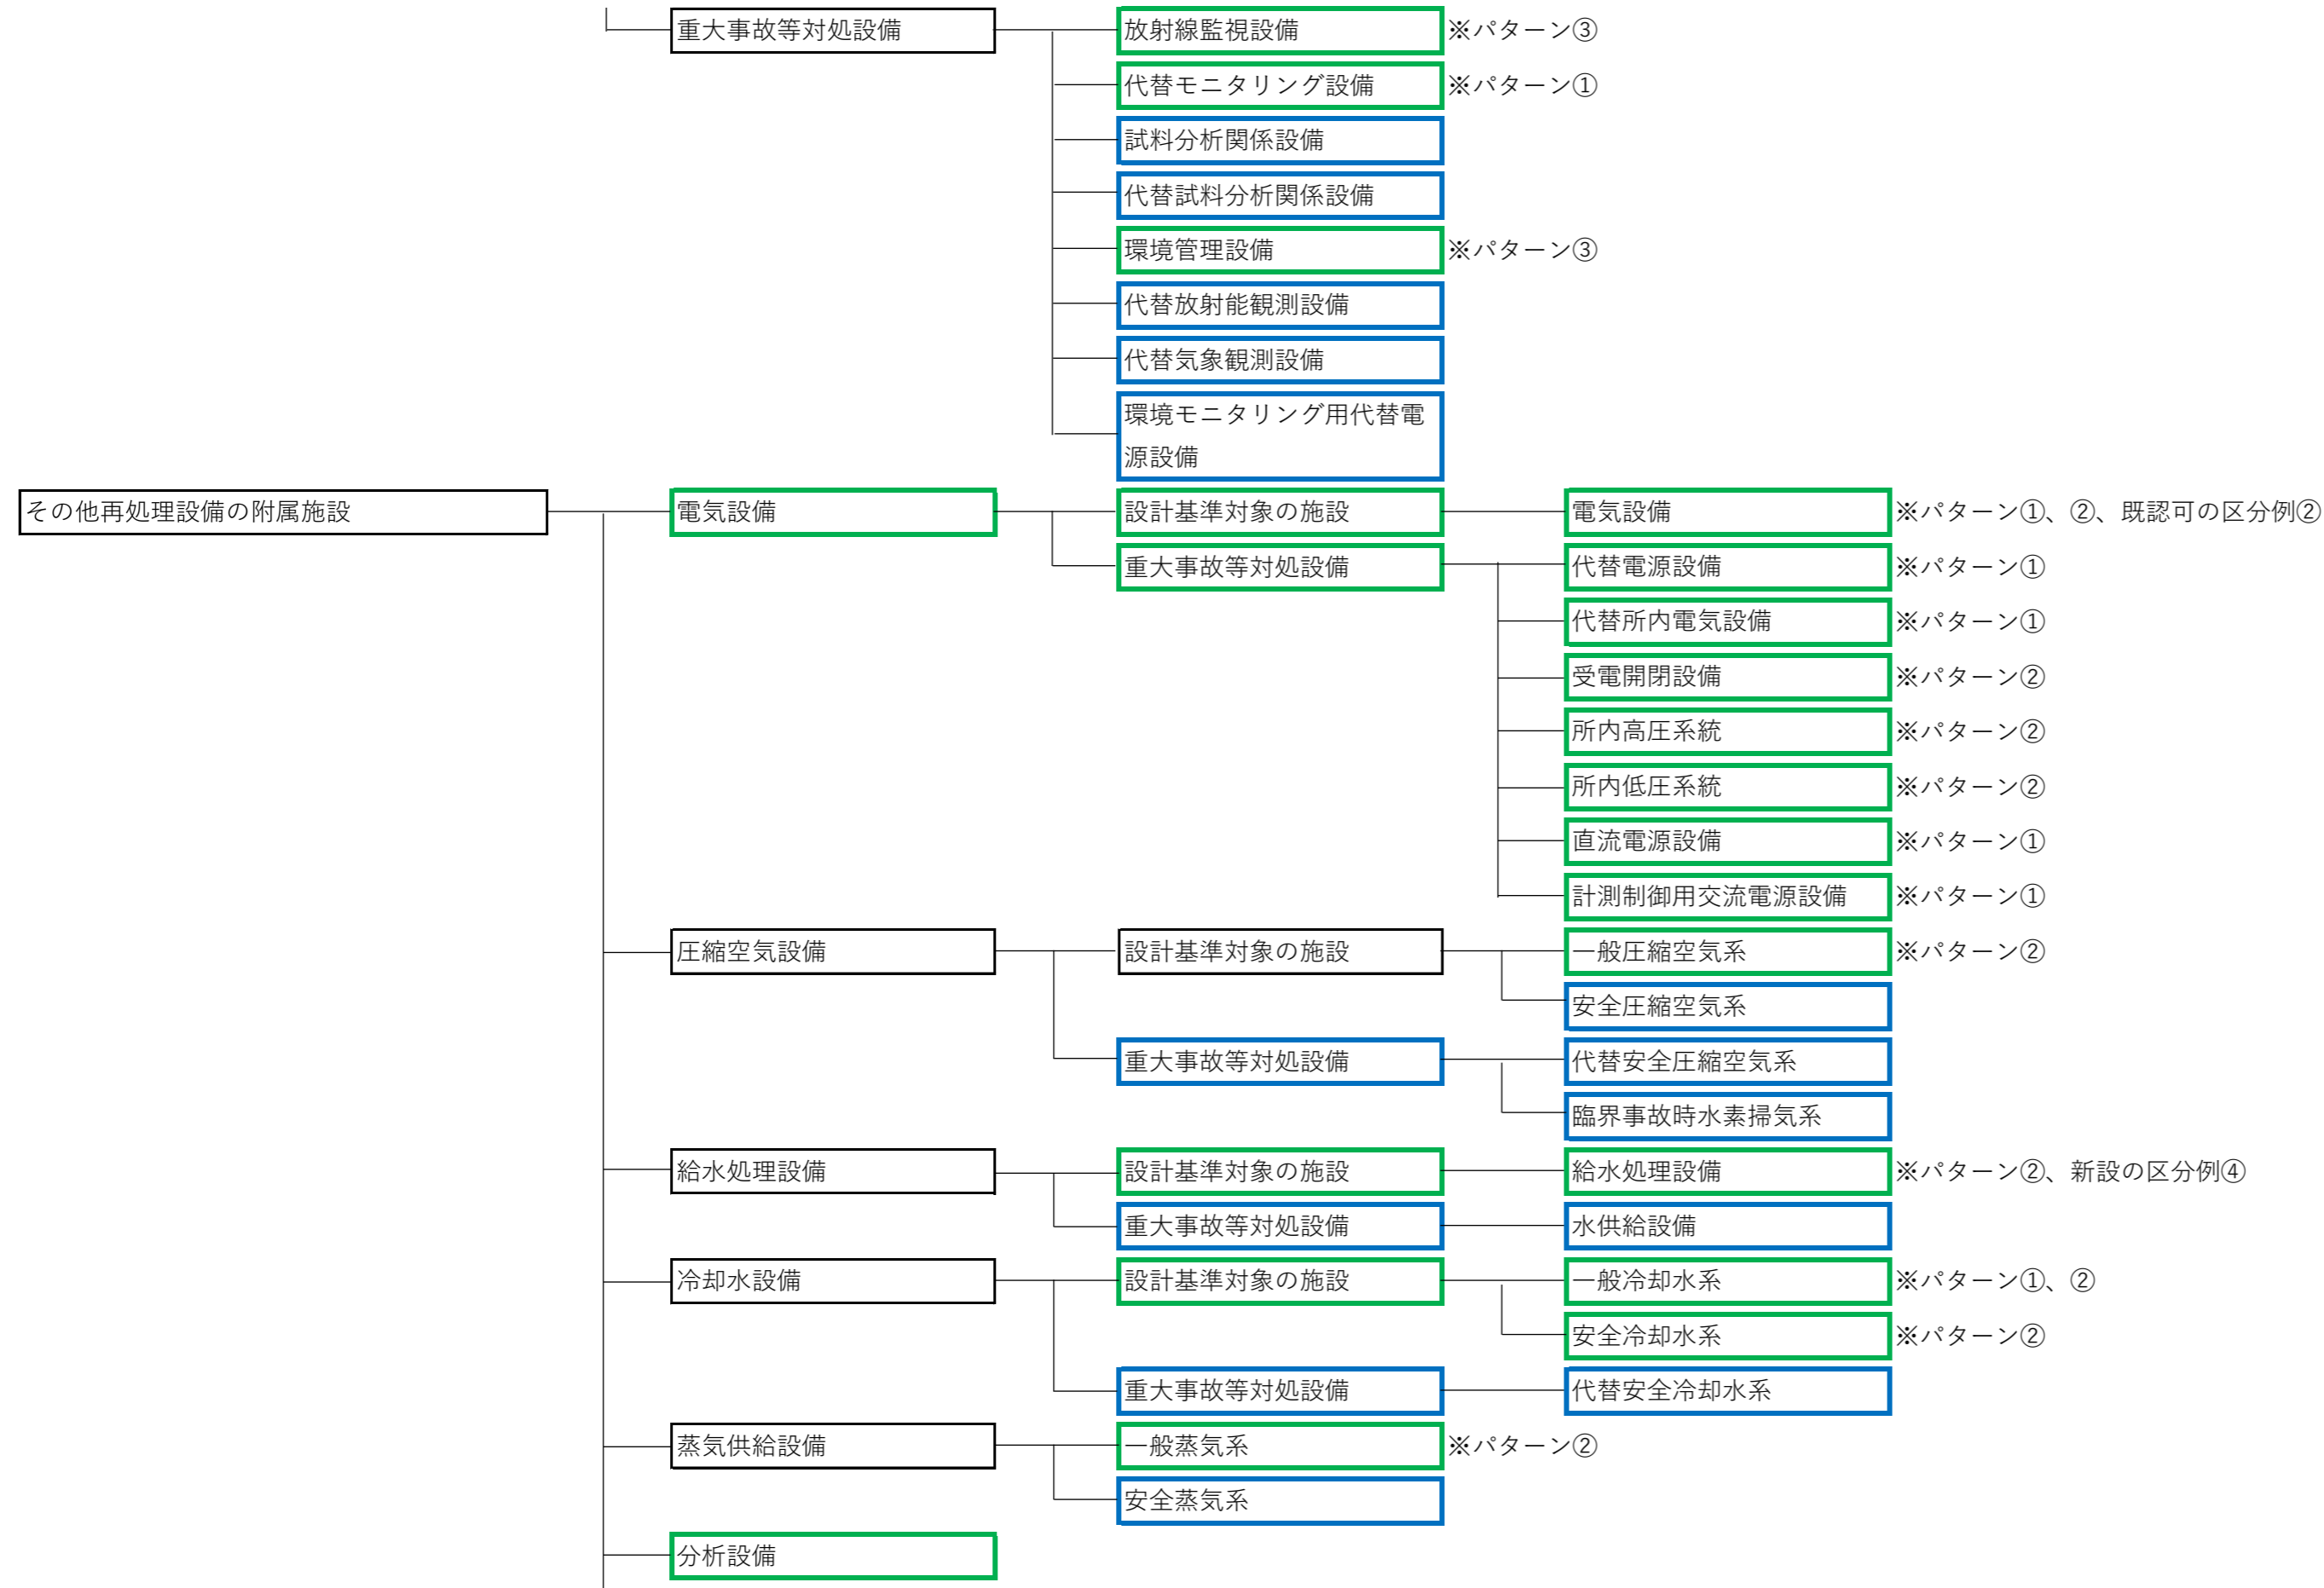 重大事故等対処設備
放射線監視設備
※パターン③
代替モニタリング設備
※パターン①
試料分析関係設備
代替試料分析関係設備
環境管理設備
※パターン③
代替放射能観測設備
代替気象観測設備
環境モニタリング用代替電
源設備
その他再処理設備の附属施設
電気設備
設計基準対象の施設
電気設備
※パターン①、②、既認可の区分例②
重大事故等対処設備
代替電源設備
※パターン①
代替所内電気設備
※パターン①
受電開閉設備
※パターン②
所内高圧系統
※パターン②
所内低圧系統
※パターン②
直流電源設備
※パターン①
計測制御用交流電源設備
※パターン①
圧縮空気設備
設計基準対象の施設
一般圧縮空気系
※パターン②
安全圧縮空気系
重大事故等対処設備
代替安全圧縮空気系
臨界事故時水素掃気系
給水処理設備
設計基準対象の施設
給水処理設備
※パターン②、新設の区分例④
重大事故等対処設備
水供給設備
冷却水設備
設計基準対象の施設
一般冷却水系
※パターン①、②
安全冷却水系
※パターン②
重大事故等対処設備
代替安全冷却水系
蒸気供給設備
一般蒸気系
※パターン②
安全蒸気系
分析設備